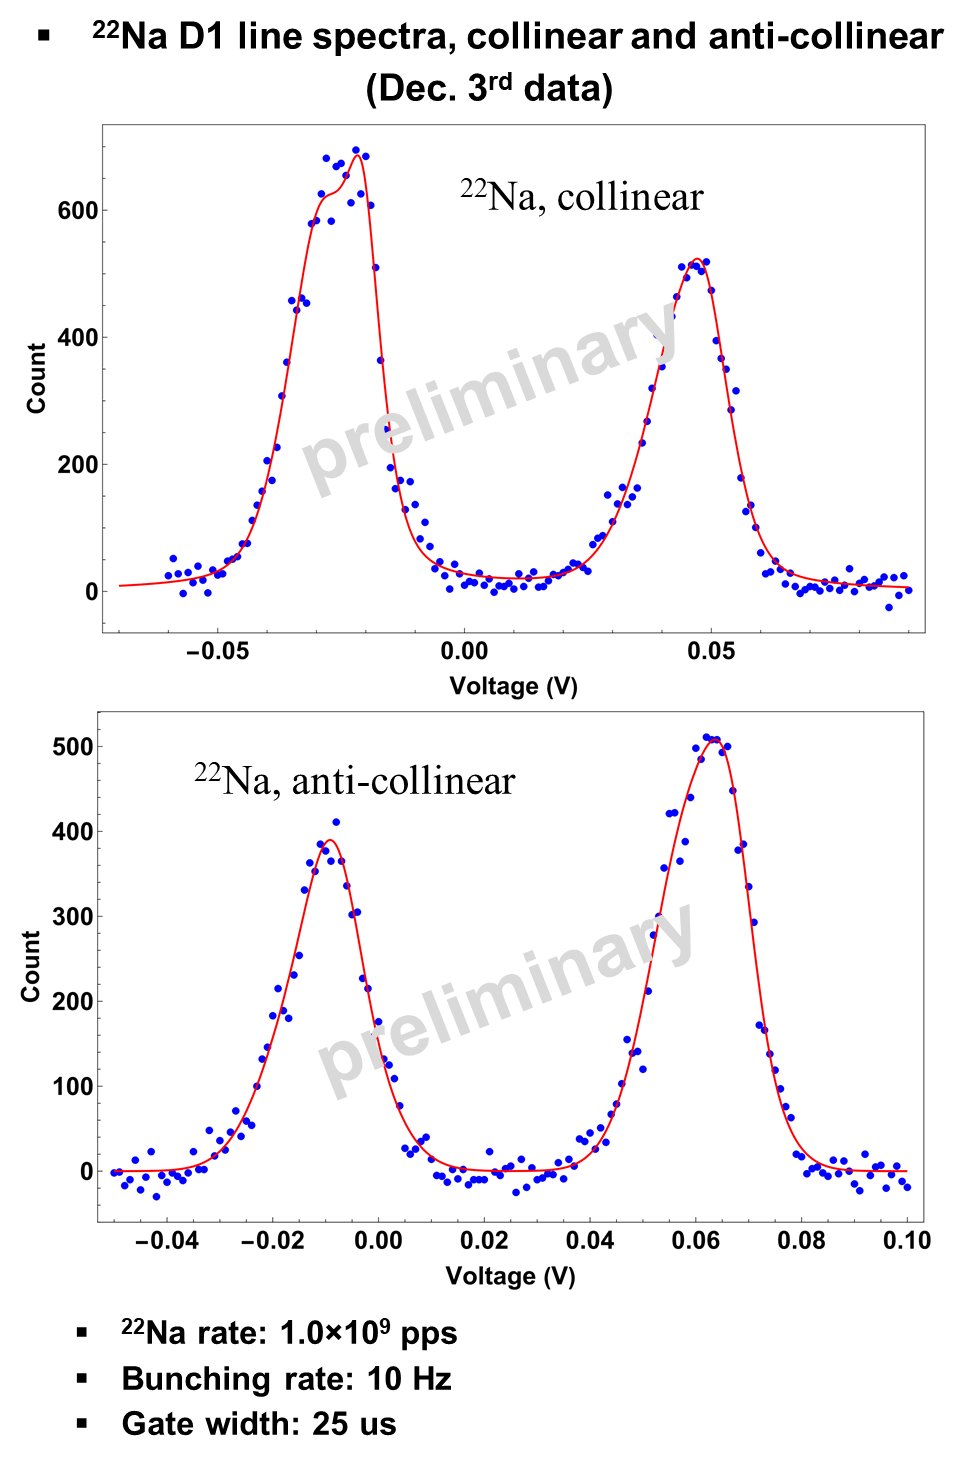 ▪ ²²Na D1 line spectra, collinear and anti-collinear
(Dec. 3ʳᵈ data)
²²Na, collinear
600
400
200
0
Count
preliminary
−0.05 0.00 0.05
Voltage (V)
²²Na, anti-collinear
500
400
300
200
100
0
Count
preliminary
−0.04 −0.02 0.00 0.02 0.04 0.06 0.08 0.10
Voltage (V)
▪ ²²Na rate: 1.0×10⁹ pps
▪ Bunching rate: 10 Hz
▪ Gate width: 25 us